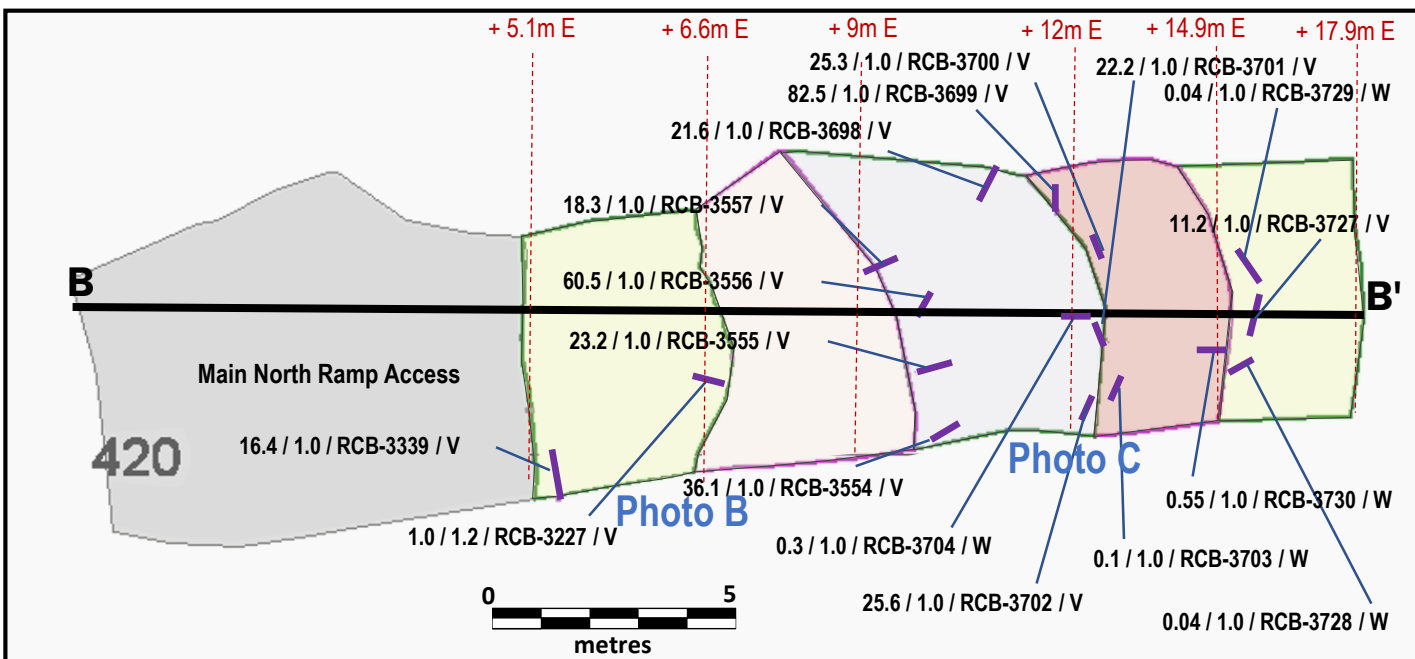 + 5.1m E
+ 6.6m E
+ 9m E
+ 12m E
+ 14.9m E
+ 17.9m E
25.3 / 1.0 / RCB-3700 / V
22.2 / 1.0 / RCB-3701 / V
82.5 / 1.0 / RCB-3699 / V
0.04 / 1.0 / RCB-3729 / W
21.6 / 1.0 / RCB-3698 / V
18.3 / 1.0 / RCB-3557 / V
11.2 / 1.0 / RCB-3727 / V
60.5 / 1.0 / RCB-3556 / V
B
B'
23.2 / 1.0 / RCB-3555 / V
Main North Ramp Access
16.4 / 1.0 / RCB-3339 / V
420
Photo C
36.1 / 1.0 / RCB-3554 / V
0.55 / 1.0 / RCB-3730 / W
Photo B
1.0 / 1.2 / RCB-3227 / V
0.3 / 1.0 / RCB-3704 / W
0.1 / 1.0 / RCB-3703 / W
25.6 / 1.0 / RCB-3702 / V
0.04 / 1.0 / RCB-3728 / W
0
5
metres